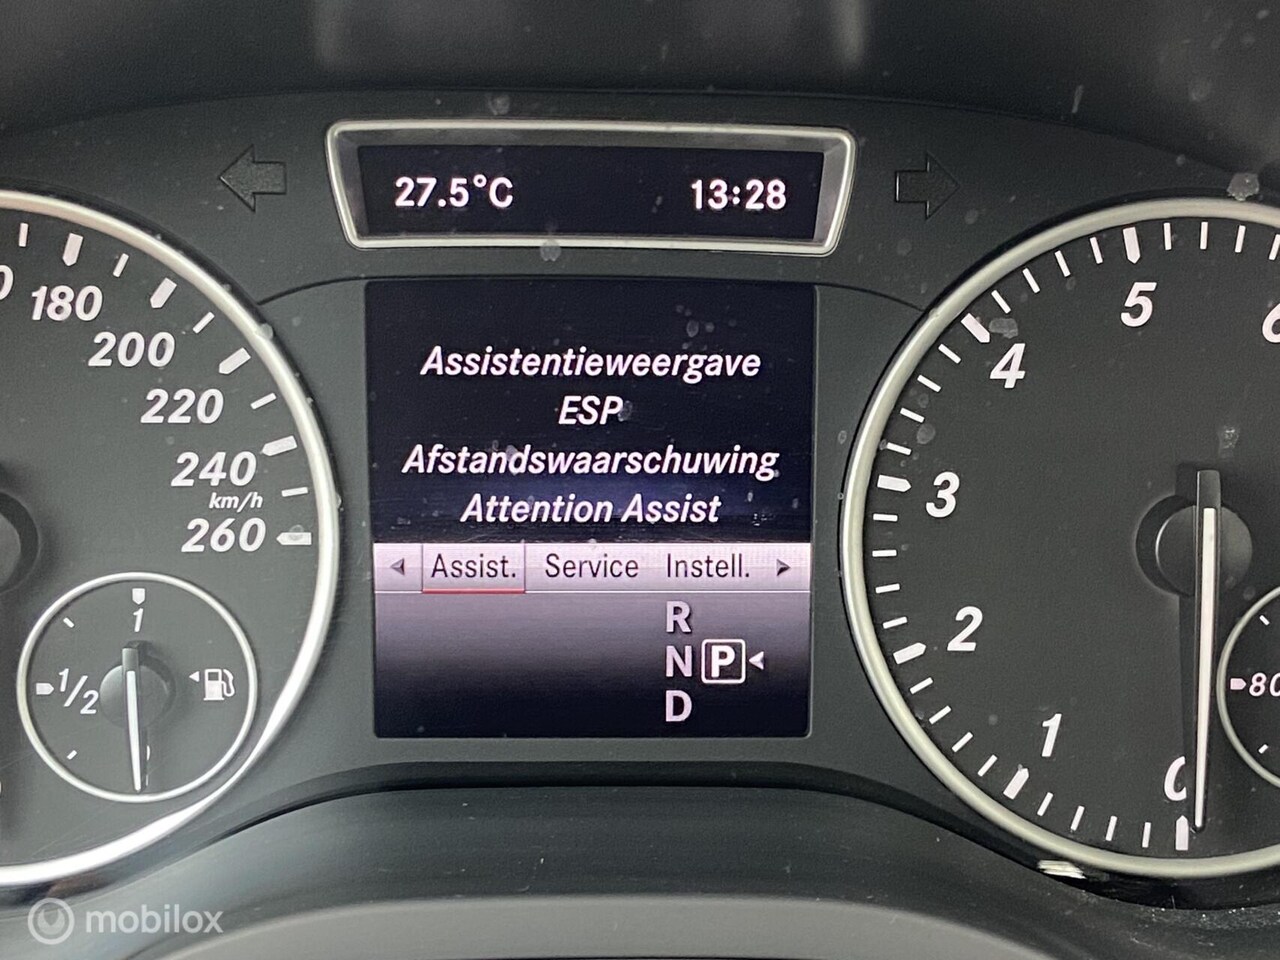 27.5°C 13:28
180
200
220
240
km/h
260
1
1/2
Assistentieweergave
ESP
Afstandswaarschuwing
Attention Assist
Assist. Service Instell.
R
N P
D
5
4
3
2
1
0
80
mobilox